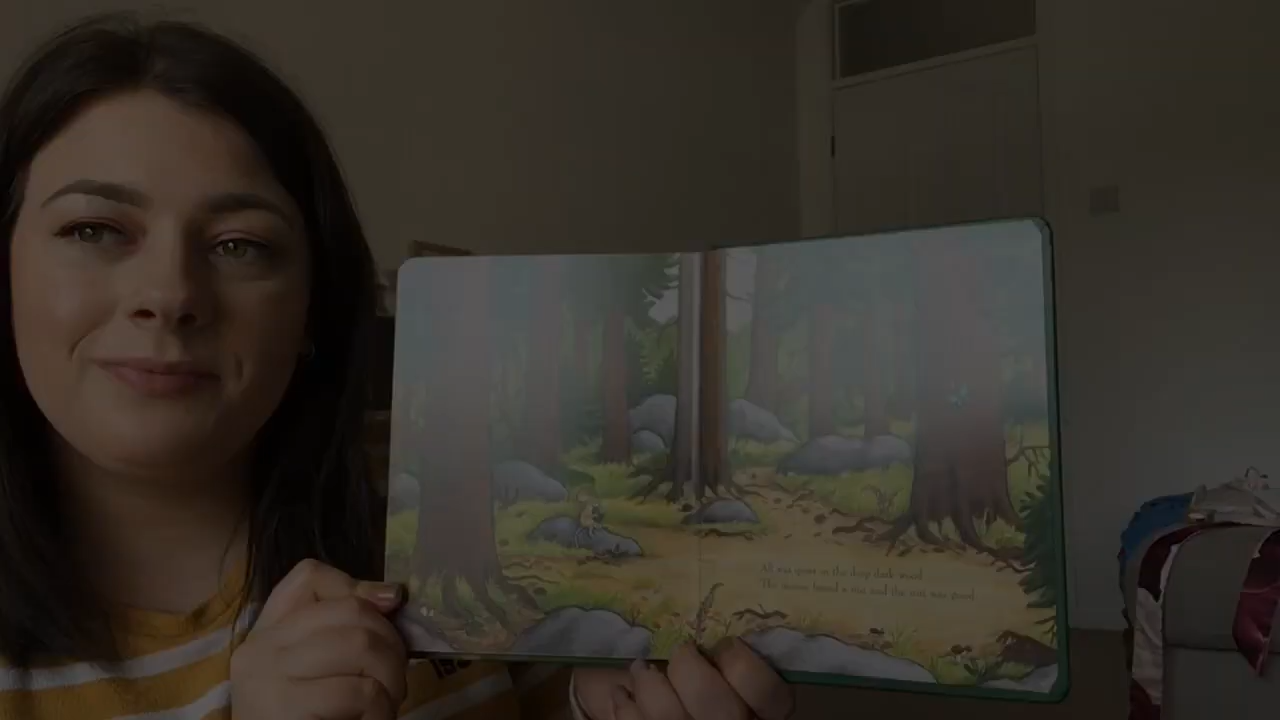 All was quiet in the deep dark wood.
The mouse found a nut and the nut was good.